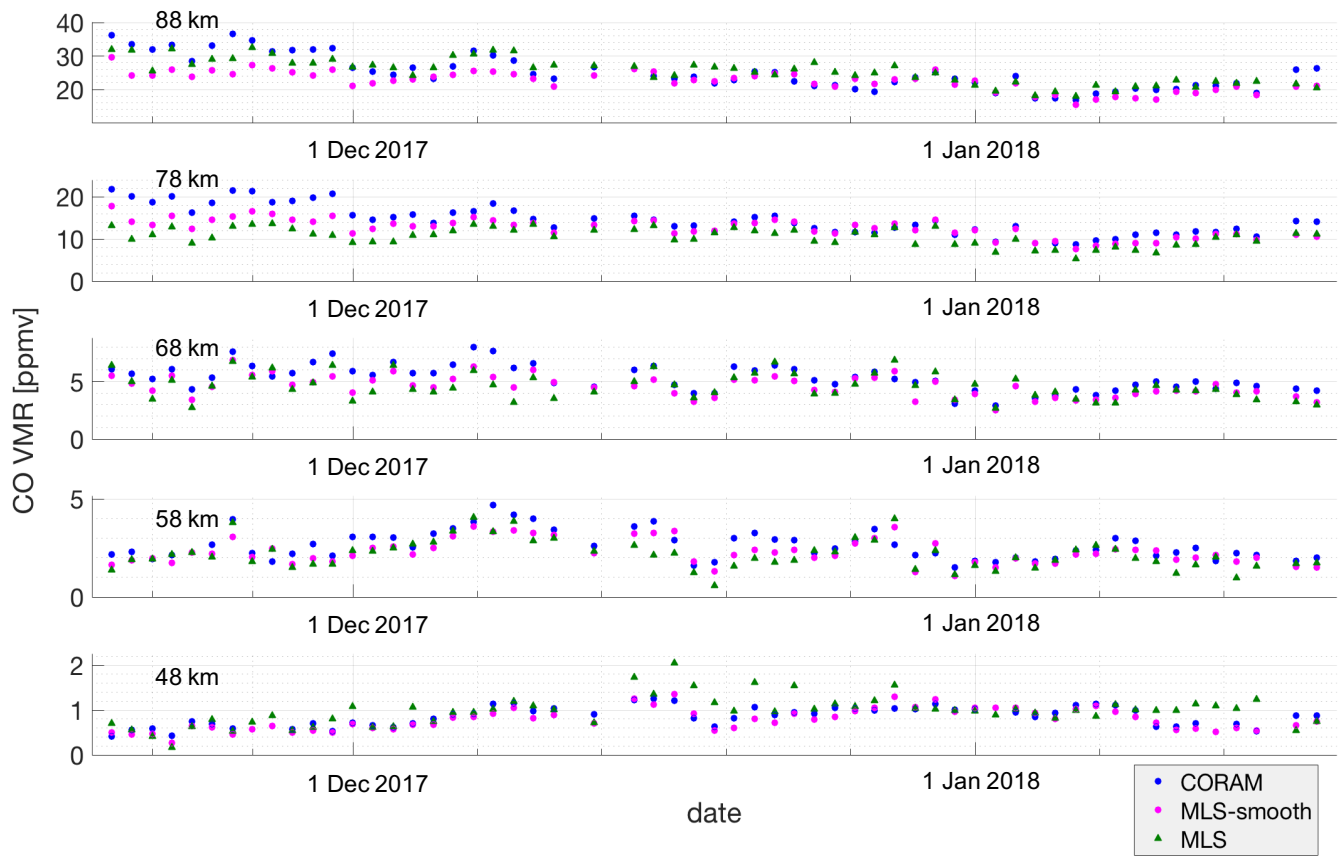 88 km
40
30
20
1 Dec 2017
1 Jan 2018
78 km
20
10
0
1 Dec 2017
1 Jan 2018
CO VMR [ppmv]
68 km
5
0
1 Dec 2017
1 Jan 2018
58 km
5
0
1 Dec 2017
1 Jan 2018
48 km
2
1
0
1 Dec 2017
1 Jan 2018
date
CORAM
MLS-smooth
MLS